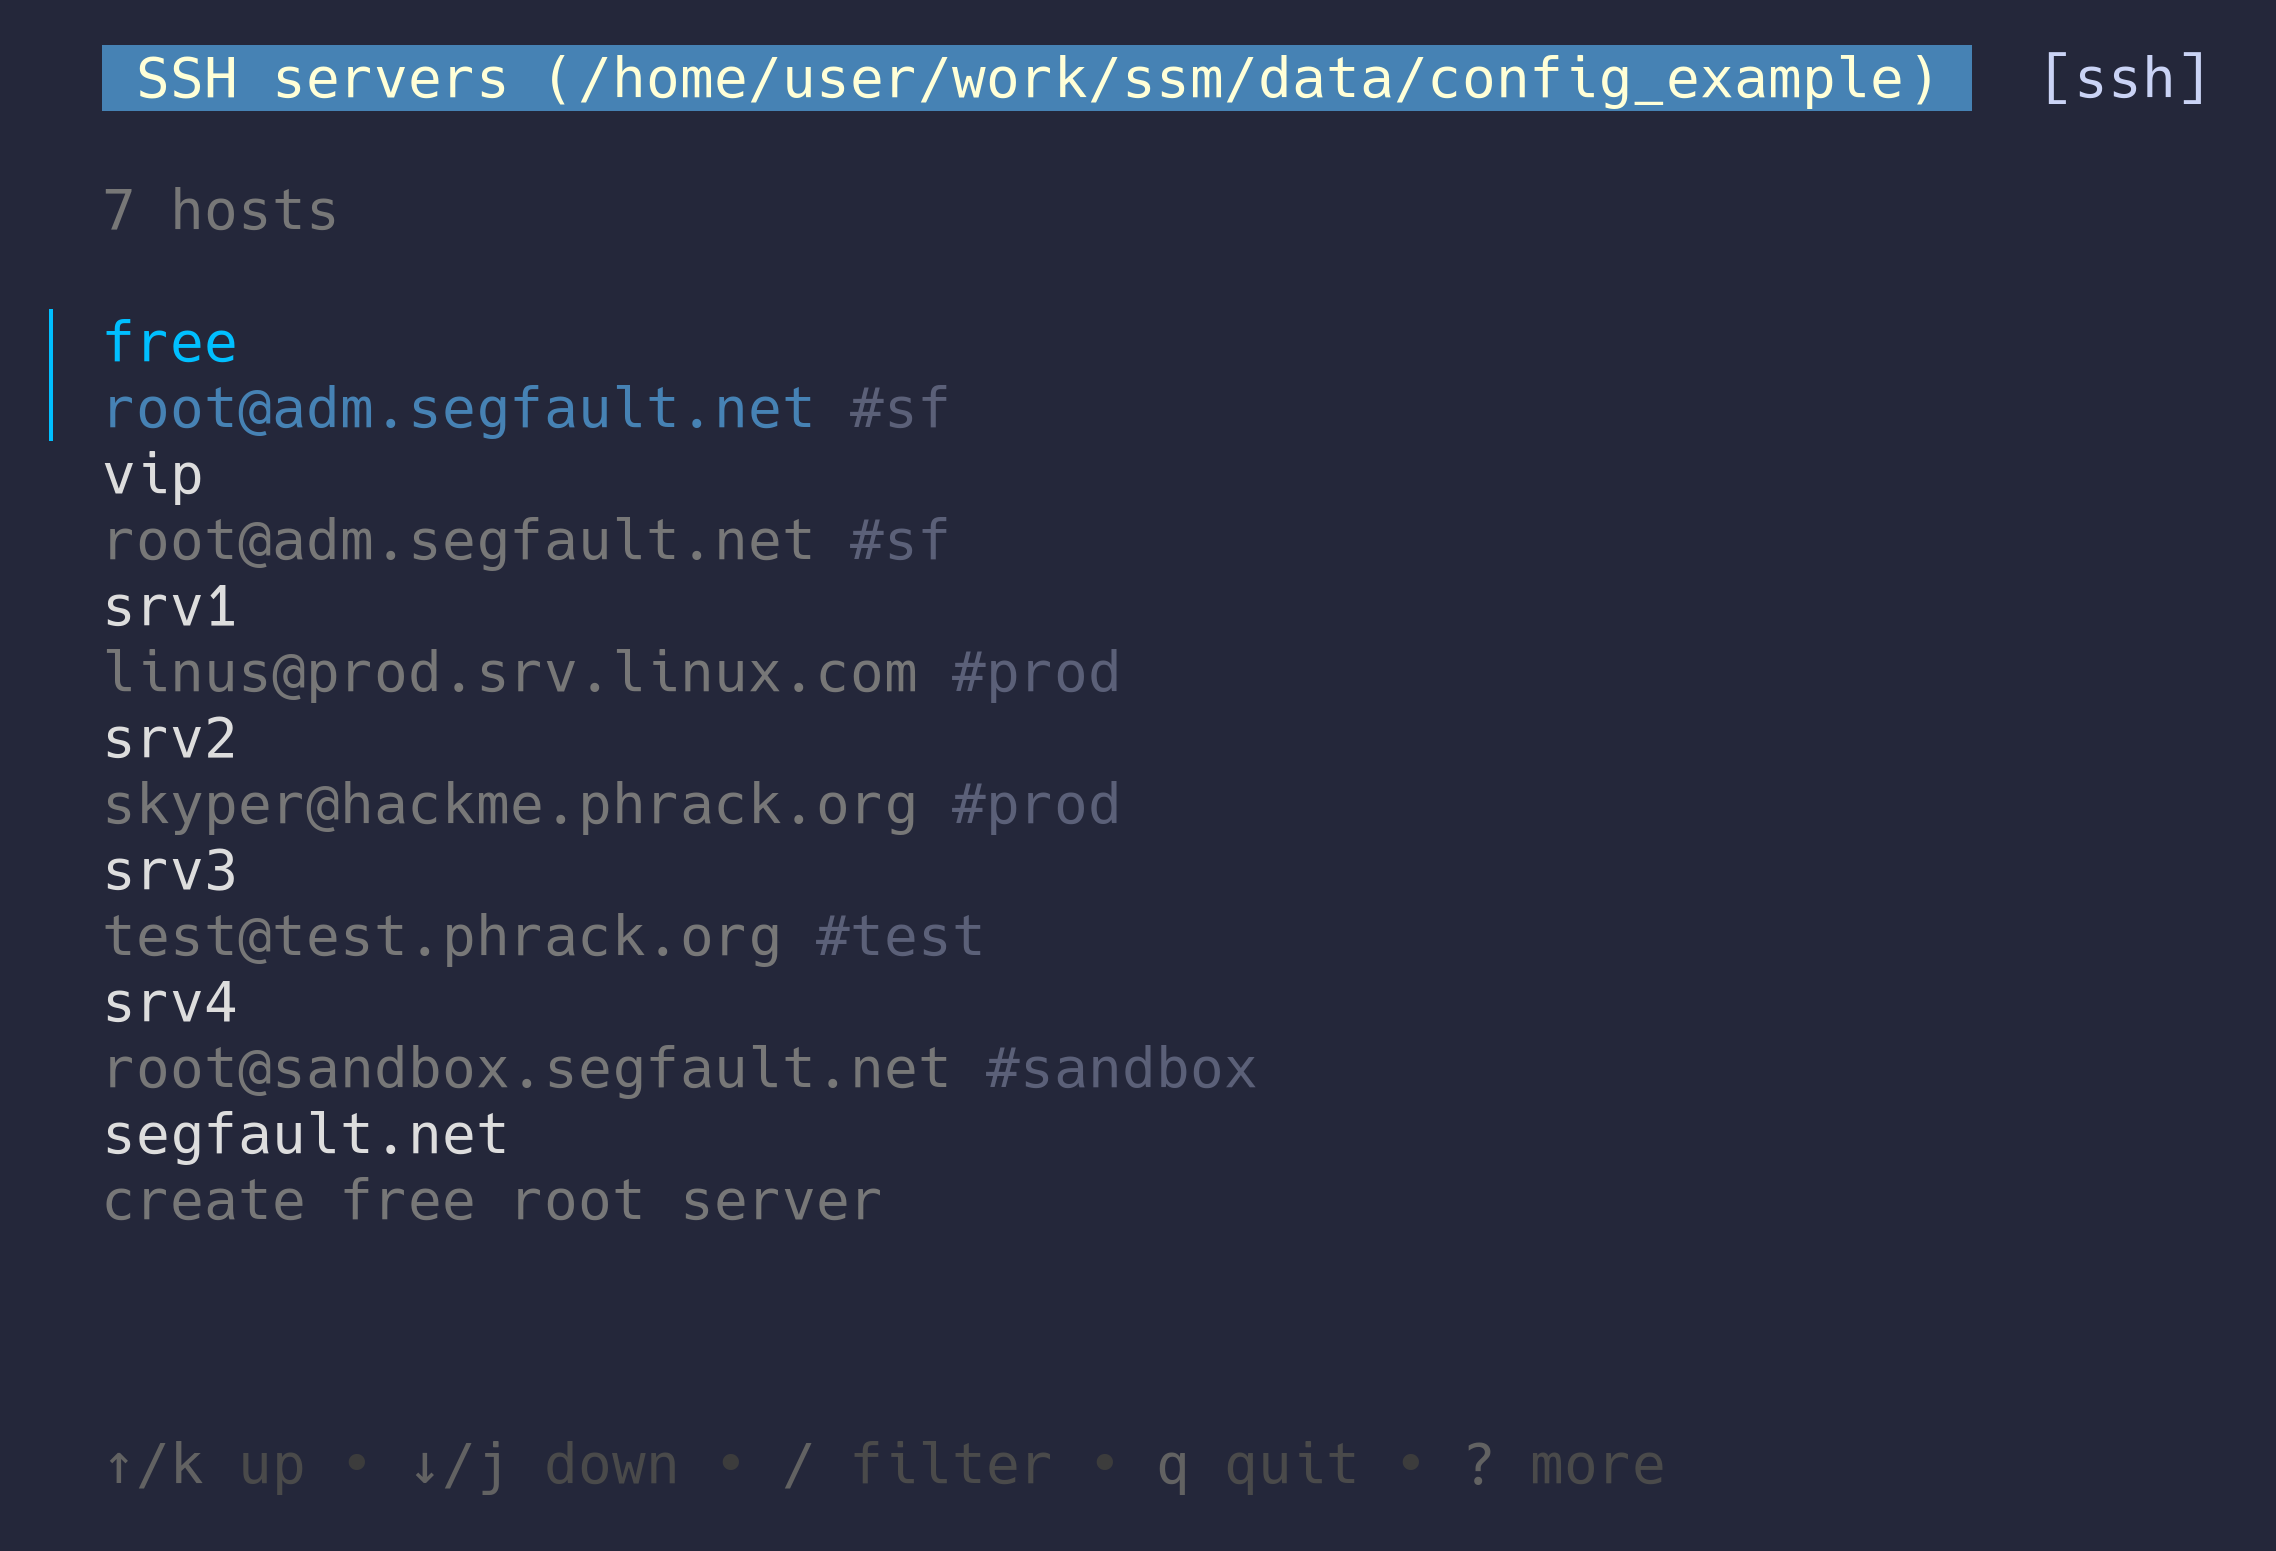 SSH servers (/home/user/work/ssm/data/config_example) [ssh]
7 hosts
free
root@adm.segfault.net #sf
vip
root@adm.segfault.net #sf
srv1
linus@prod.srv.linux.com #prod
srv2
skyper@hackme.phrack.org #prod
srv3
test@test.phrack.org #test
srv4
root@sandbox.segfault.net #sandbox
segfault.net
create free root server
↑/k up • ↓/j down • / filter • q quit • ? more